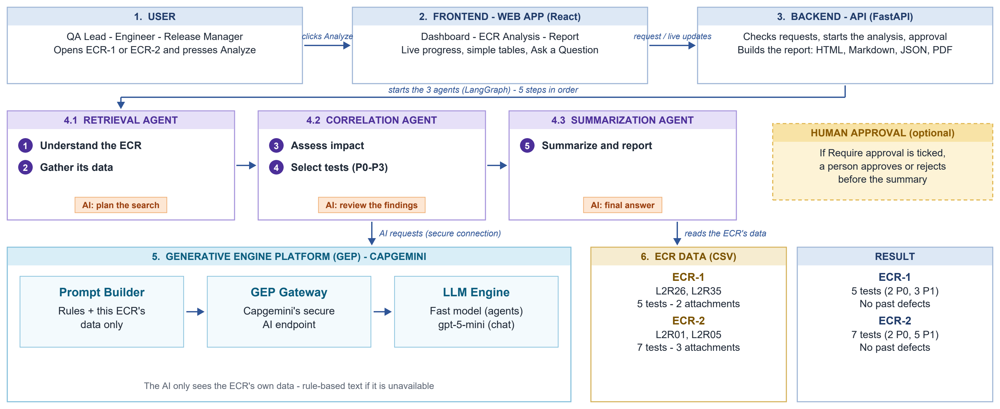 1. USER
QA Lead - Engineer - Release Manager
Opens ECR-1 or ECR-2 and presses Analyze
clicks Analyze
2. FRONTEND - WEB APP (React)
Dashboard - ECR Analysis - Report
Live progress, simple tables, Ask a Question
request / live updates
3. BACKEND - API (FastAPI)
Checks requests, starts the analysis, approval
Builds the report: HTML, Markdown, JSON, PDF
starts the 3 agents (LangGraph) - 5 steps in order
4.1 RETRIEVAL AGENT
1 Understand the ECR
2 Gather its data
AI: plan the search
4.2 CORRELATION AGENT
3 Assess impact
4 Select tests (P0-P3)
AI: review the findings
4.3 SUMMARIZATION AGENT
5 Summarize and report
AI: final answer
HUMAN APPROVAL (optional)
If Require approval is ticked,
a person approves or rejects
before the summary
AI requests (secure connection)
reads the ECR's data
5. GENERATIVE ENGINE PLATFORM (GEP) - CAPGEMINI
Prompt Builder
Rules + this ECR's
data only
GEP Gateway
Capgemini's secure
AI endpoint
LLM Engine
Fast model (agents)
gpt-5-mini (chat)
The AI only sees the ECR's own data - rule-based text if it is unavailable
6. ECR DATA (CSV)
ECR-1
L2R26, L2R35
5 tests - 2 attachments
ECR-2
L2R01, L2R05
7 tests - 3 attachments
RESULT
ECR-1
5 tests (2 P0, 3 P1)
No past defects
ECR-2
7 tests (2 P0, 5 P1)
No past defects